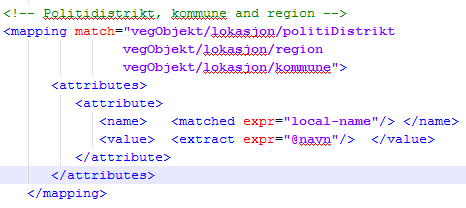 <!-- Politidistrikt, kommune and region -->
<mapping match="vegObjekt/lokasjon/politiDistrikt
vegObjekt/lokasjon/region
vegObjekt/lokasjon/kommune">
<attributes>
<attribute>
<name> <matched expr="local-name"/> </name>
<value> <extract expr="@navn"/> </value>
</attribute>
</attributes>
</mapping>